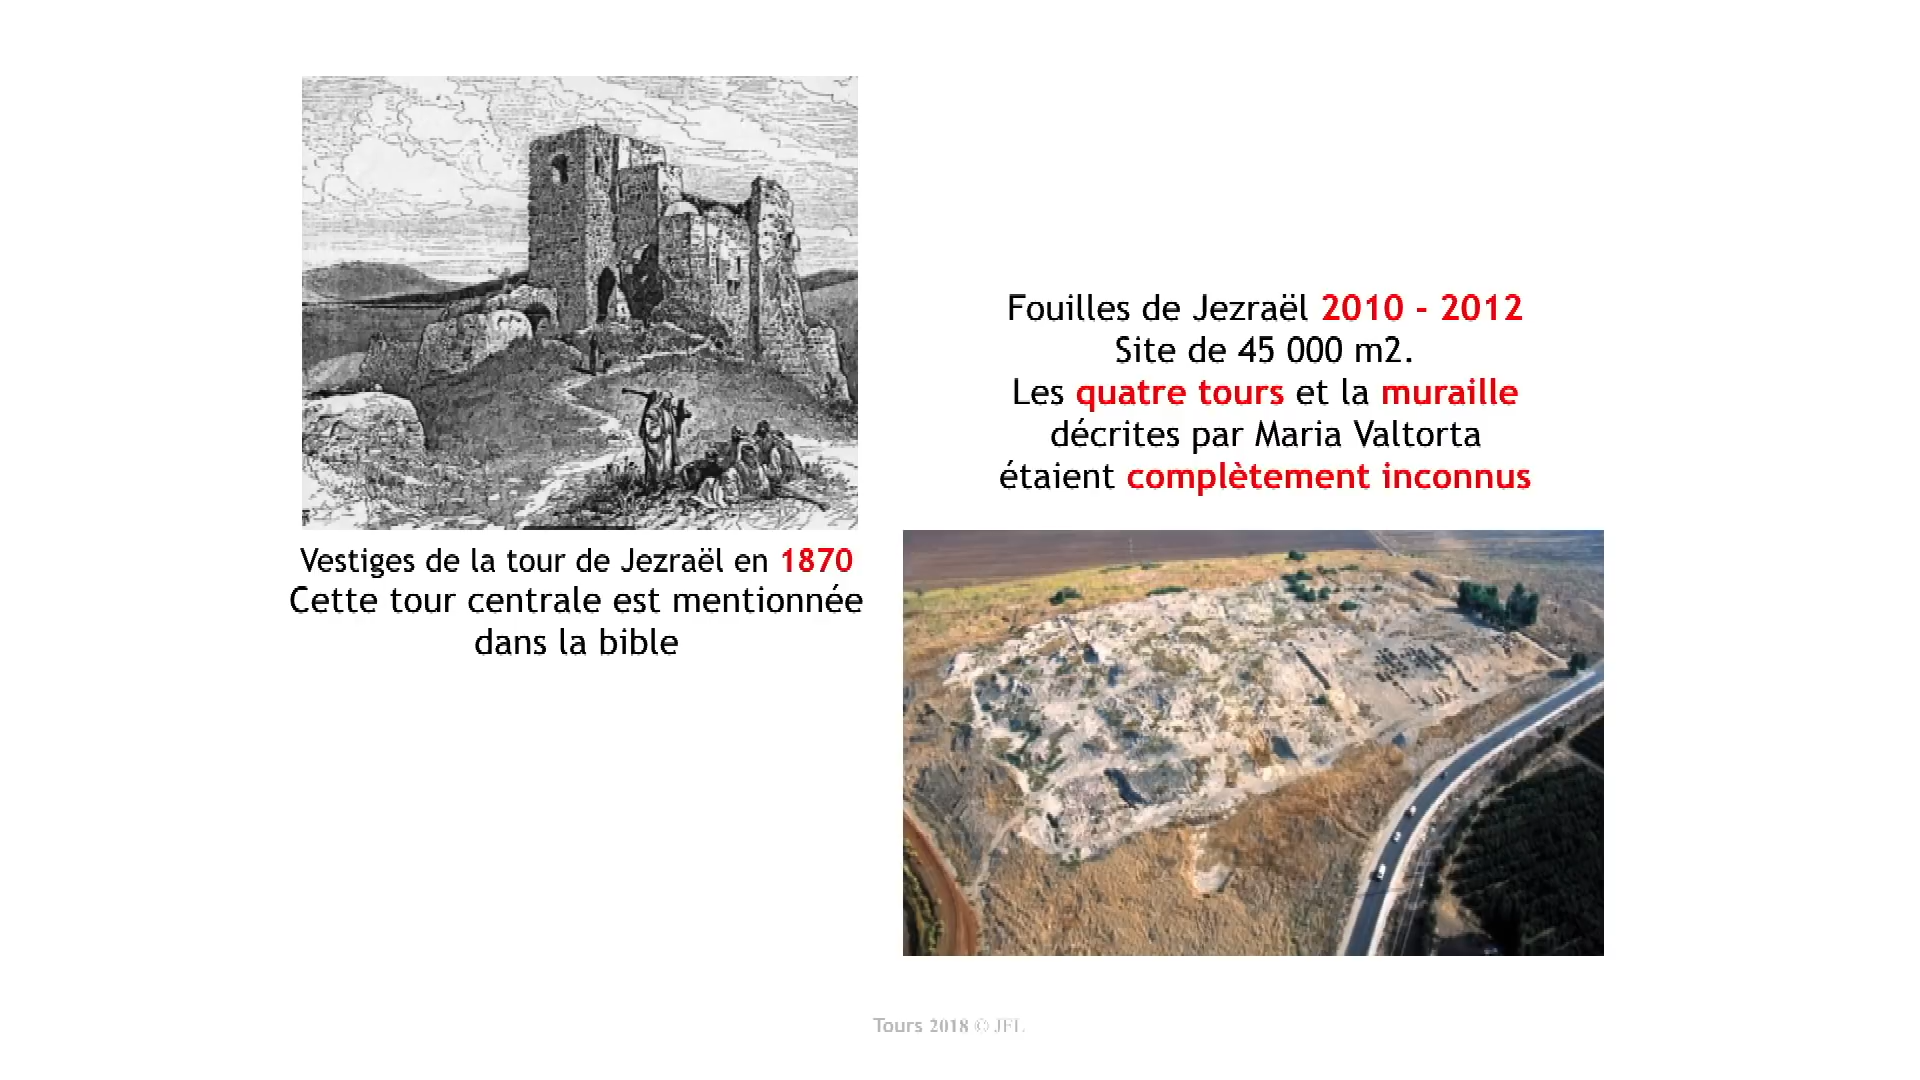 Vestiges de la tour de Jezraël en 1870
Cette tour centrale est mentionnée
dans la bible
Fouilles de Jezraël 2010 - 2012
Site de 45 000 m2.
Les quatre tours et la muraille
décrites par Maria Valtorta
étaient complètement inconnus
Tours 2018 © JFL